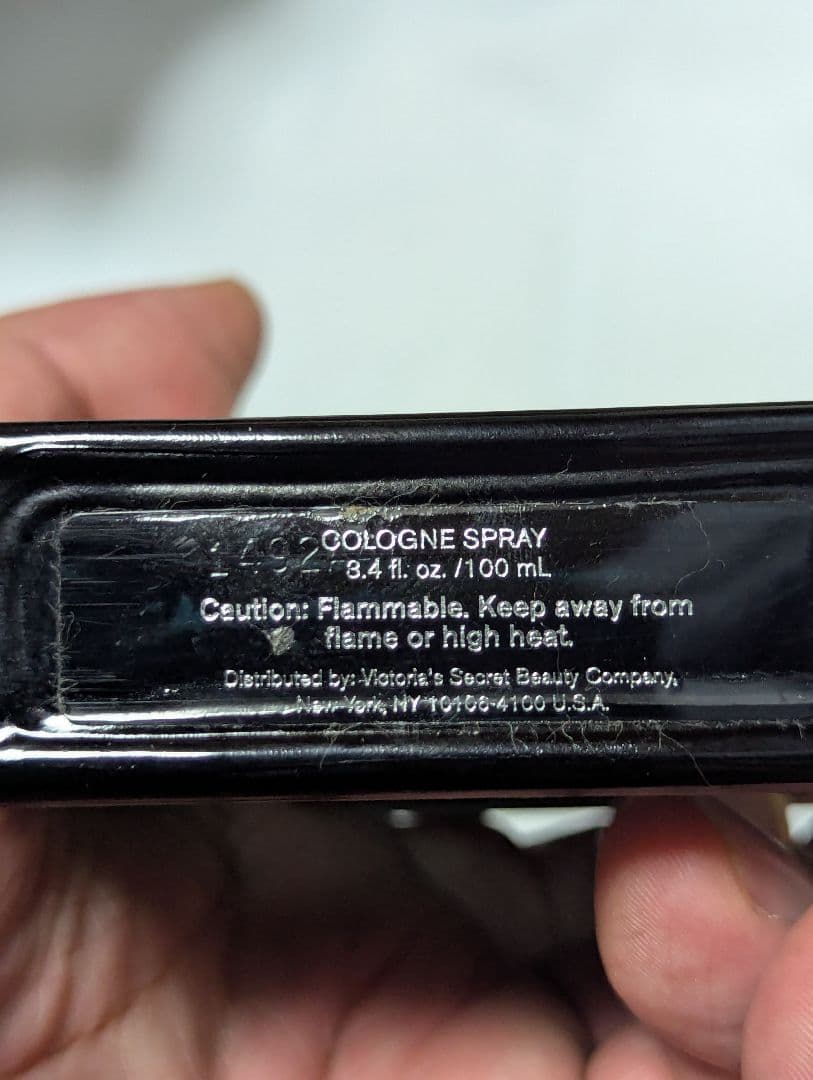 COLOGNE SPRAY
3.4 fl. oz. /100 mL
Caution: Flammable. Keep away from
flame or high heat.
Distributed by: Victoria's Secret Beauty Company,
New York, NY 10106-4100 U.S.A.